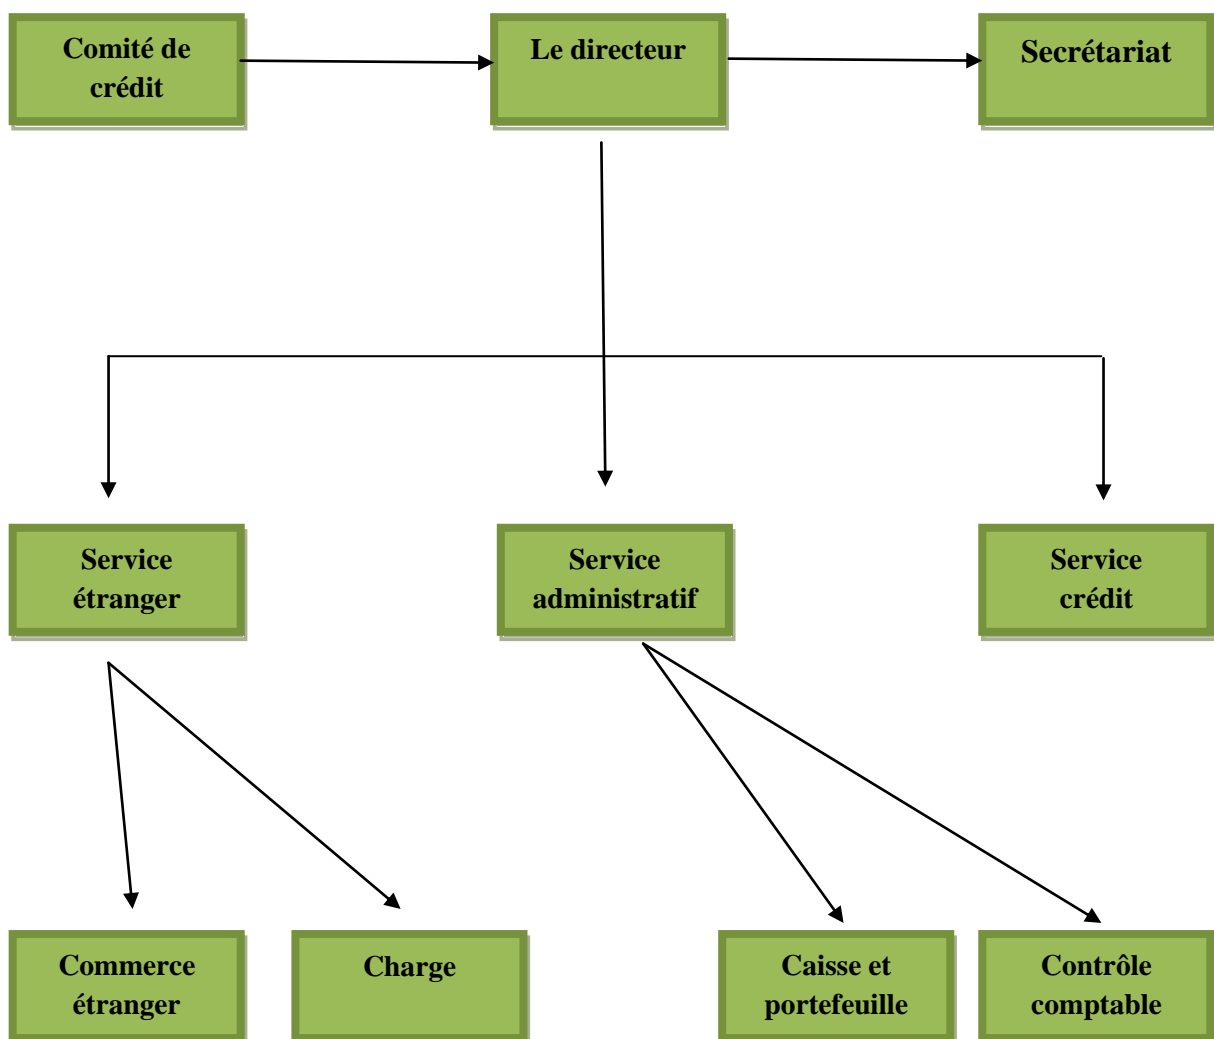 Comité de
crédit
Le directeur
Secrétariat
Service
étranger
Service
administratif
Service
crédit
Commerce
étranger
Charge
Caisse et
portefeuille
Contrôle
comptable